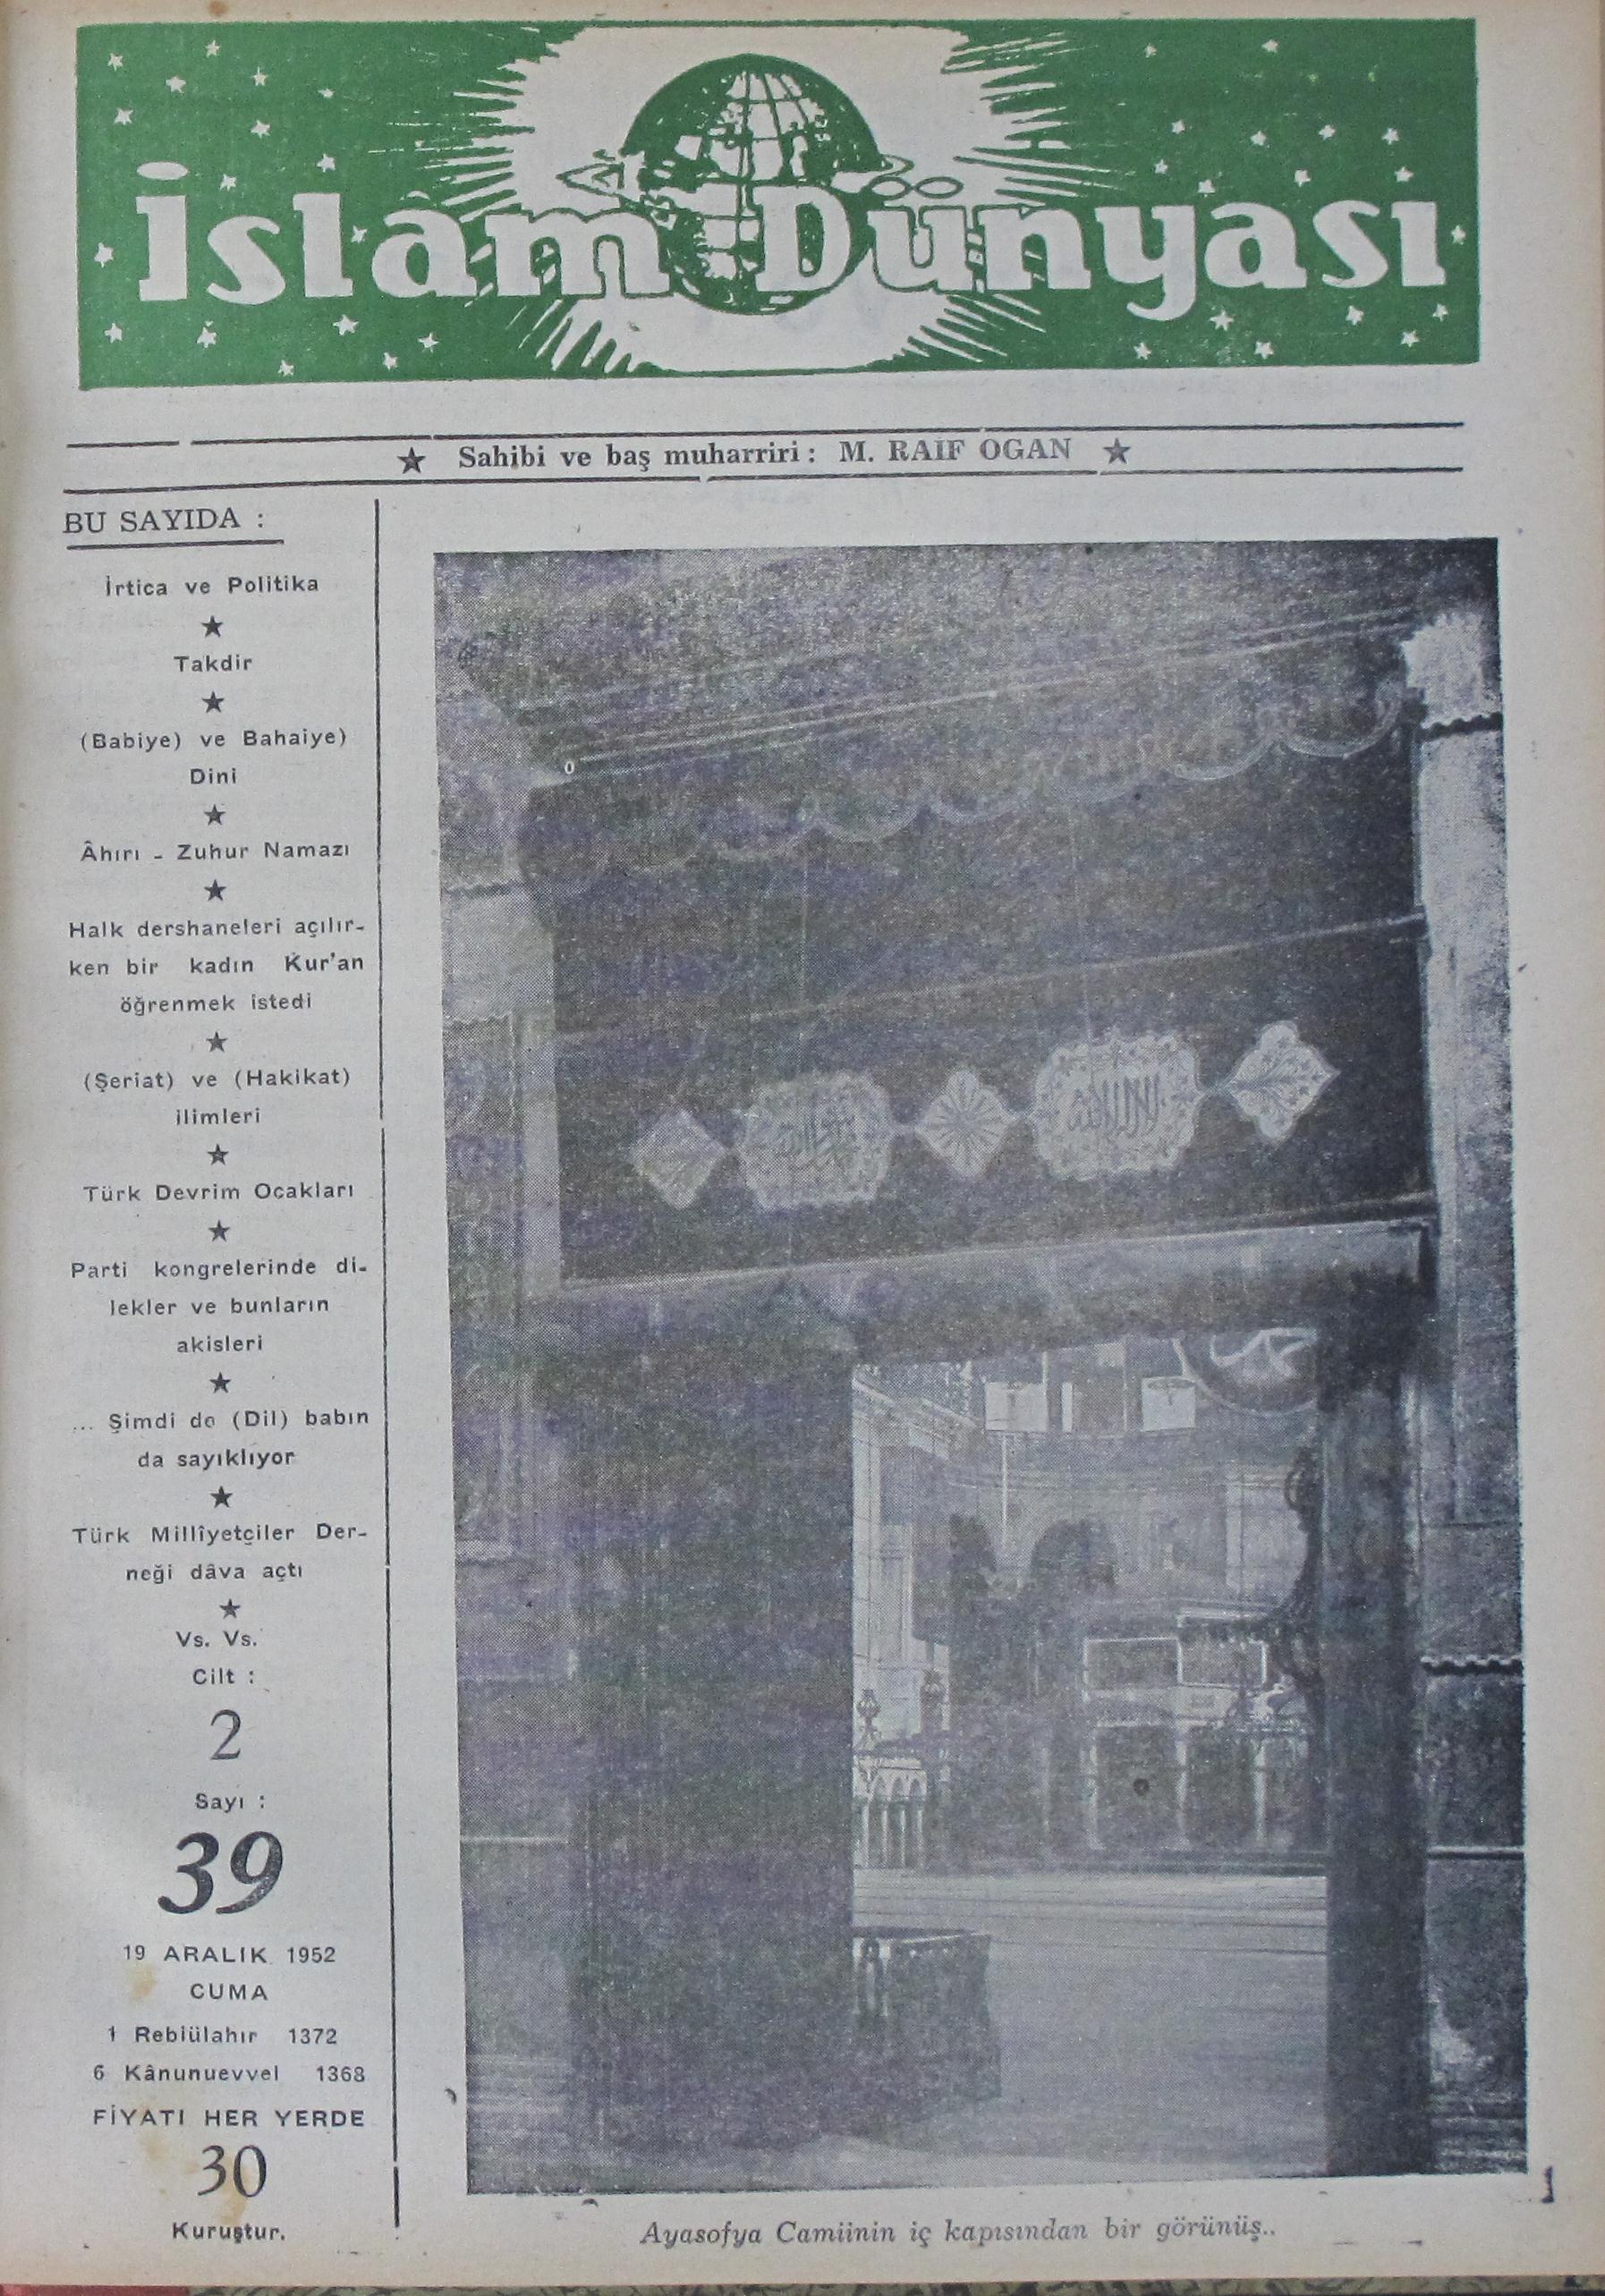 İslâm Dünyası
★ Sahibi ve baş muharriri : M. RAİF OGAN ★
BU SAYIDA :
İrtica ve Politika
★
Takdir
★
(Babiye) ve Bahaiye)
Dini
★
Âhırı - Zuhur Namazı
★
Halk dershaneleri açılır-
ken bir kadın Kur'an
öğrenmek istedi
★
(Şeriat) ve (Hakikat)
ilimleri
★
Türk Devrim Ocakları
★
Parti kongrelerinde di-
lekler ve bunların
akisleri
★
... Şimdi de (Dil) babın
da sayıklıyor
★
Türk Millîyetçiler Der-
neği dâva açtı
★
Vs. Vs.
Cilt :
2
Sayı :
39
19 ARALIK 1952
CUMA
1 Rebiülahır 1372
6 Kânunuevvel 1368
FİYATI HER YERDE
30
Kuruştur.
Ayasofya Camiinin iç kapısından bir görünüş..